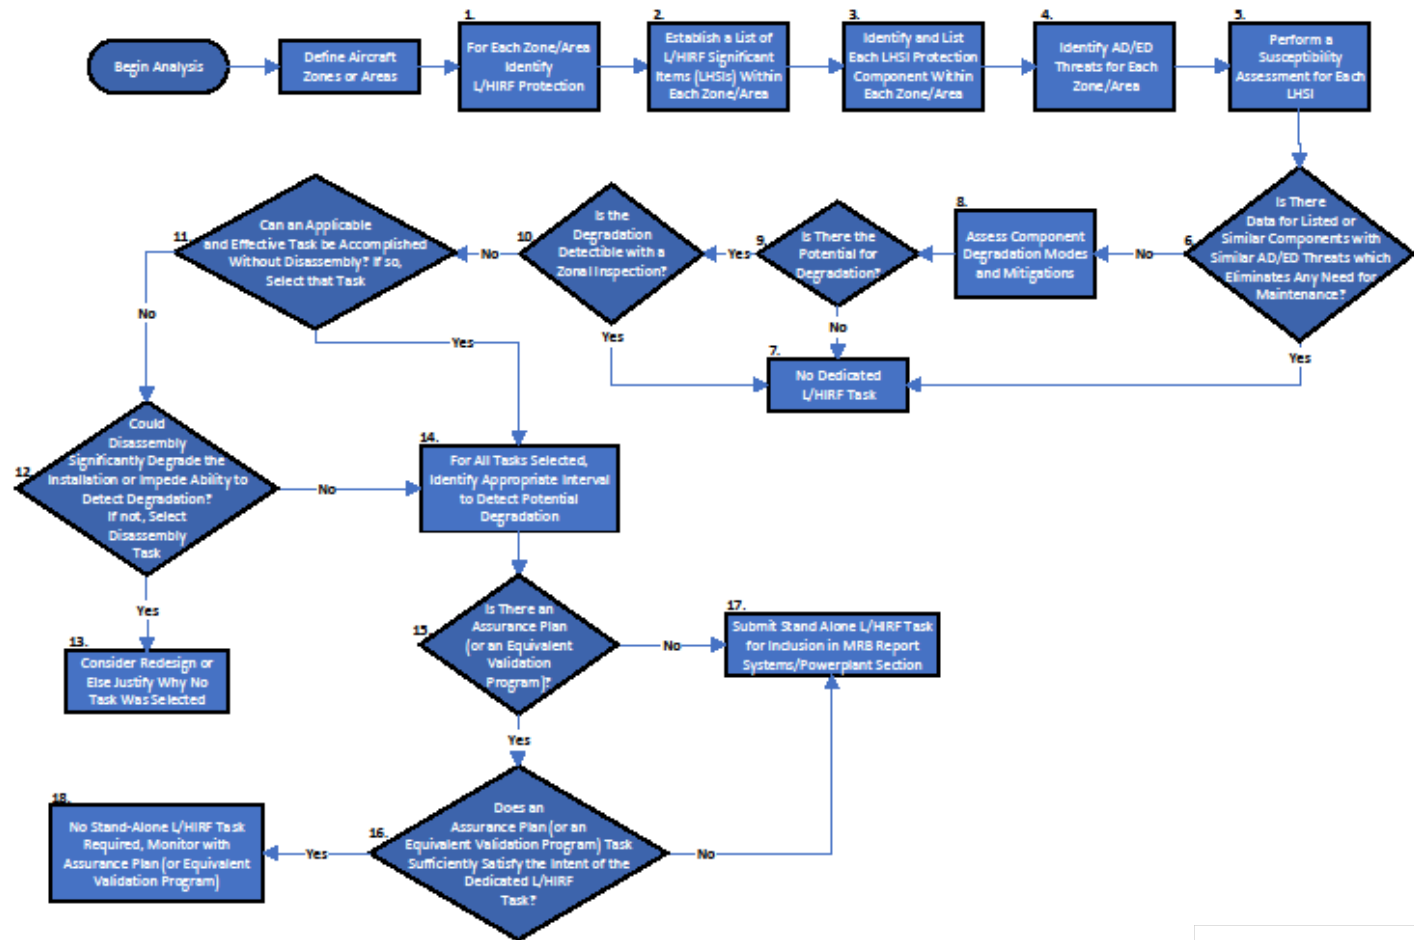 Begin Analysis
Define Aircraft
Zones or Areas
1.
For Each Zone/Area
Identify
L/HIRF Protection
2.
Establish a List of
L/HIRF Significant
Items (LHSIs) Within
Each Zone/Area
3.
Identify and List
Each LHSI Protection
Component Within
Each Zone/Area
4.
Identify AD/ED
Threats for Each
Zone/Area
5.
Perform a
Susceptibility
Assessment for Each
LHSI
6.
Is There
Data for Listed or
Similar Components with
Similar AD/ED Threats which
Eliminates Any Need for
Maintenance?
No
Yes
8.
Assess Component
Degradation Modes
and Mitigations
9.
Is There the
Potential for
Degradation?
Yes
No
7.
No Dedicated
L/HIRF Task
10.
Is the
Degradation
Detectible with a
Zonal Inspection?
No
Yes
11
Can an Applicable
and Effective Task be Accomplished
Without Disassembly? If so,
Select that Task
No
Yes
12.
Could
Disassembly
Significantly Degrade the
Installation or Impede Ability to
Detect Degradation?
If not, Select
Disassembly
Task
No
Yes
13.
Consider Redesign or
Else Justify Why No
Task Was Selected
14.
For All Tasks Selected,
Identify Appropriate Interval
to Detect Potential
Degradation
15.
Is There an
Assurance Plan
(or an Equivalent
Validation
Program)?
No
Yes
17.
Submit Stand Alone L/HIRF Task
for Inclusion in MRB Report
Systems/Powerplant Section
16.
Does an
Assurance Plan (or an
Equivalent Validation Program) Task
Sufficiently Satisfy the Intent of the
Dedicated L/HIRF
Task?
No
Yes
18.
No Stand-Alone L/HIRF Task
Required, Monitor with
Assurance Plan (or Equivalent
Validation Program)